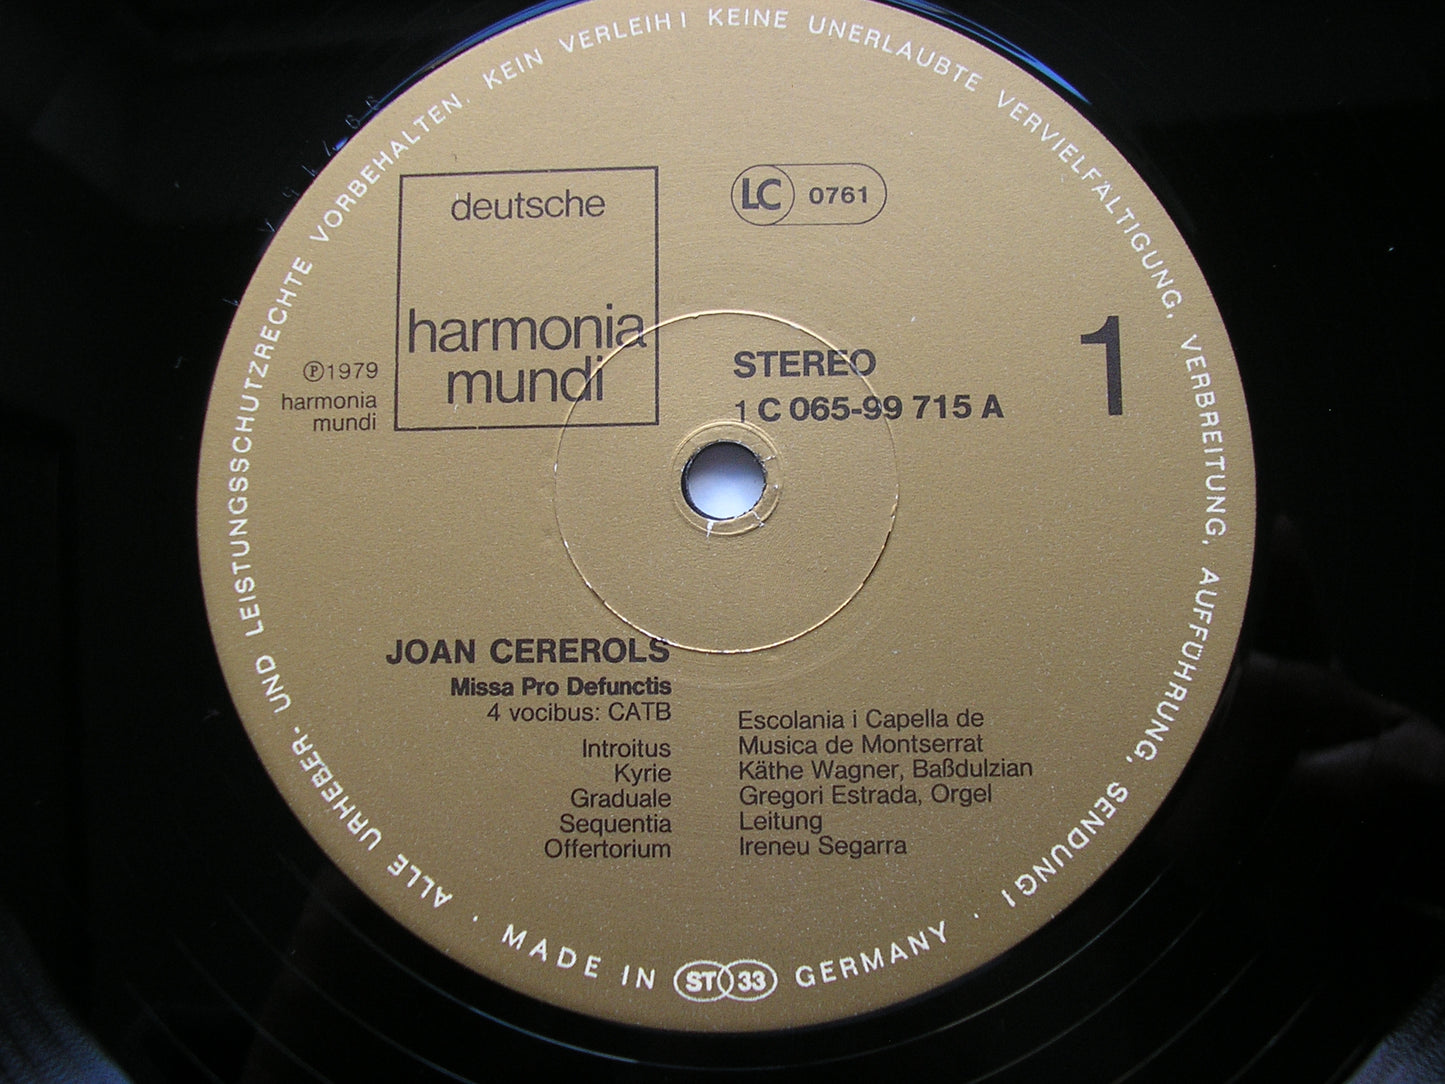 ALLE URHEBER- UND LEISTUNGSSCHUTZRECHTE VORBEHALTEN. KEIN VERLEIH! KEINE UNERLAUBTE VERVIELFÄLTIGUNG, VERBREITUNG, AUFFÜHRUNG, SENDUNG!
deutsche
harmonia
mundi
LC 0761
℗1979
harmonia
mundi
STEREO
1 C 065-99 715 A
1
JOAN CEREROLS
Missa Pro Defunctis
4 vocibus: CATB
Introitus
Kyrie
Graduale
Sequentia
Offertorium
Escolania i Capella de
Musica de Montserrat
Käthe Wagner, Baßdulzian
Gregori Estrada, Orgel
Leitung
Ireneu Segarra
· MADE IN ST 33 GERMANY ·